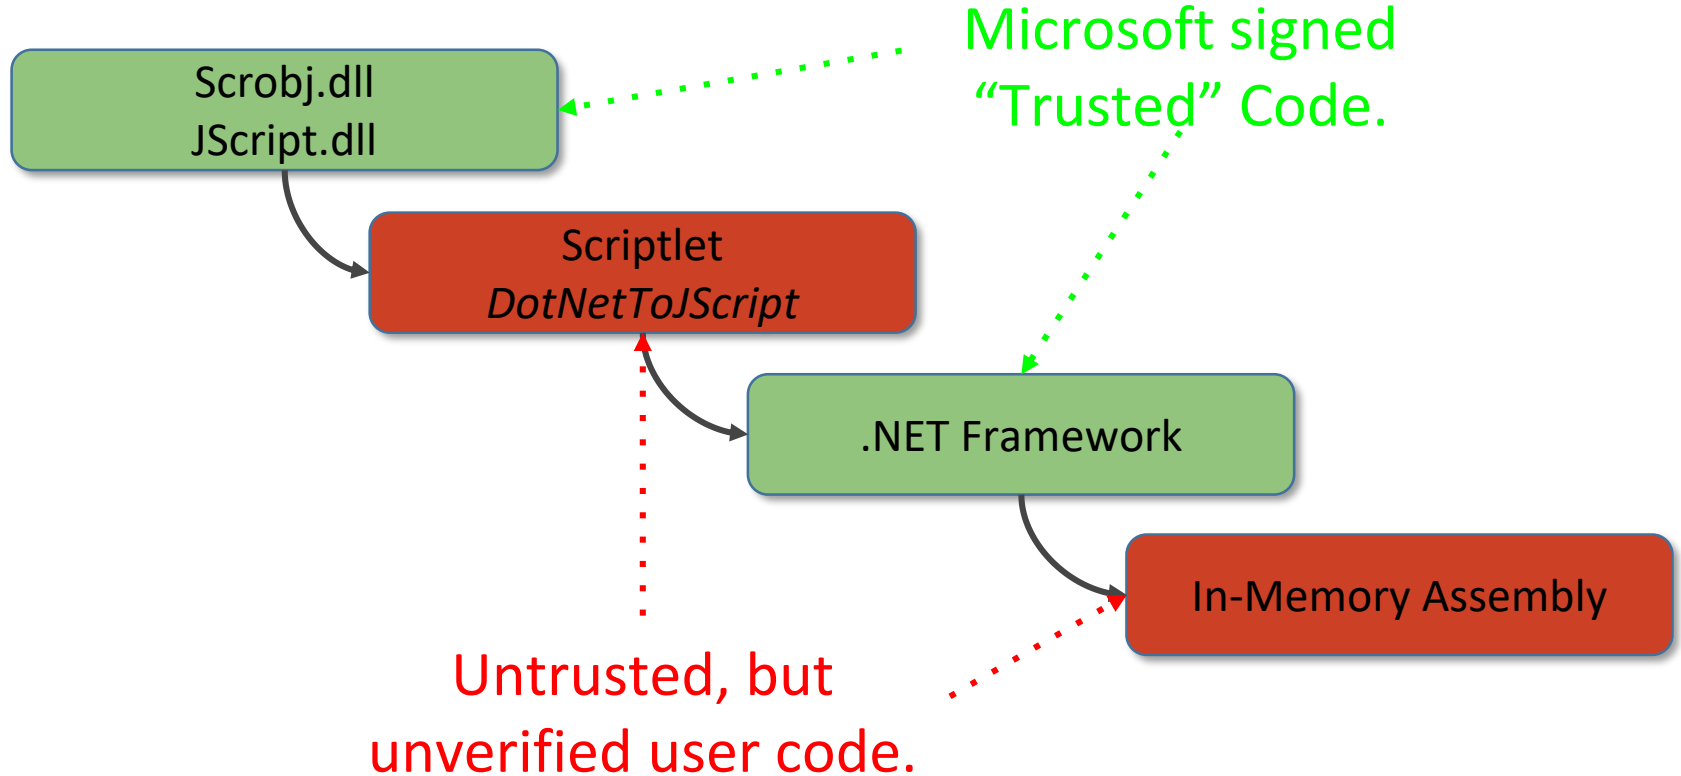 Microsoft signed
“Trusted” Code.
Scrobj.dll
JScript.dll
Scriptlet
DotNetToJScript
.NET Framework
In-Memory Assembly
Untrusted, but
unverified user code.